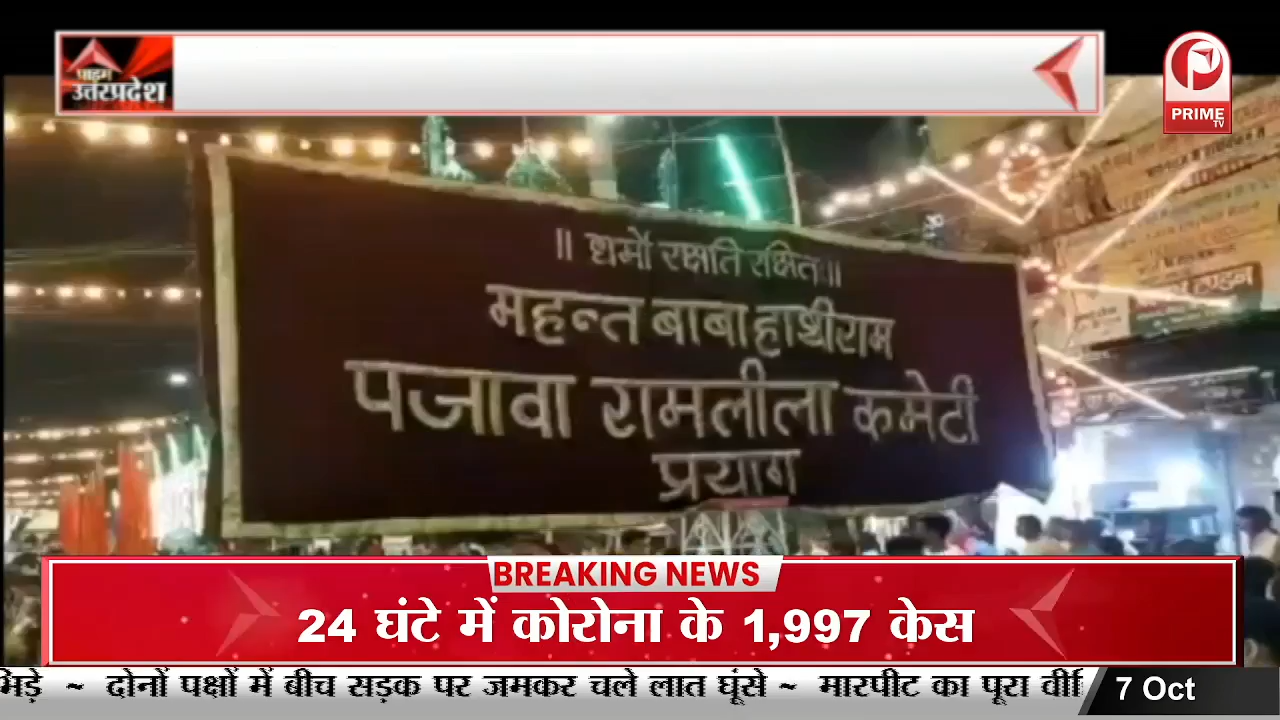 प्राइम
उत्तरप्रदेश
PRIME
TV
॥ धर्मो रक्षति रक्षितः ॥
महन्त बाबा हाथीराम
पजावा रामलीला कमेटी
प्रयाग
BREAKING NEWS
24 घंटे में कोरोना के 1,997 केस
भिड़े ~ दोनों पक्षों में बीच सड़क पर जमकर चले लात घूंसे ~ मारपीट का पूरा
7 Oct